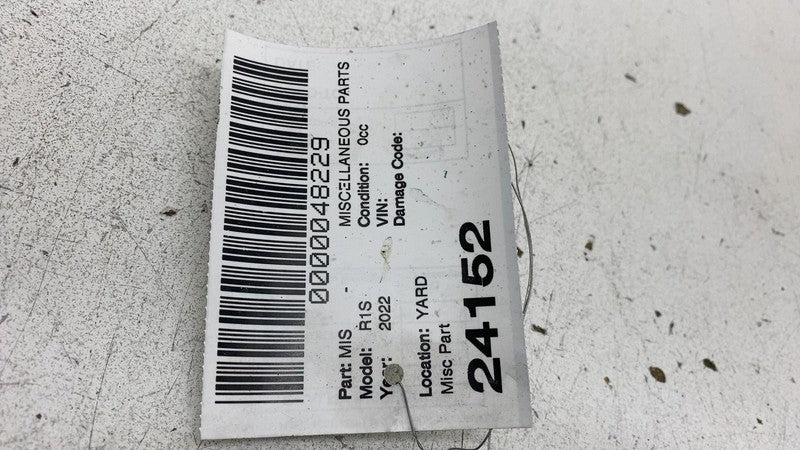 0000048229
Part: MIS - MISCELLANEOUS PARTS
Model: R1S Condition: 0cc
Year: 2022 VIN:
Damage Code:
Location: YARD
Misc Part
24152